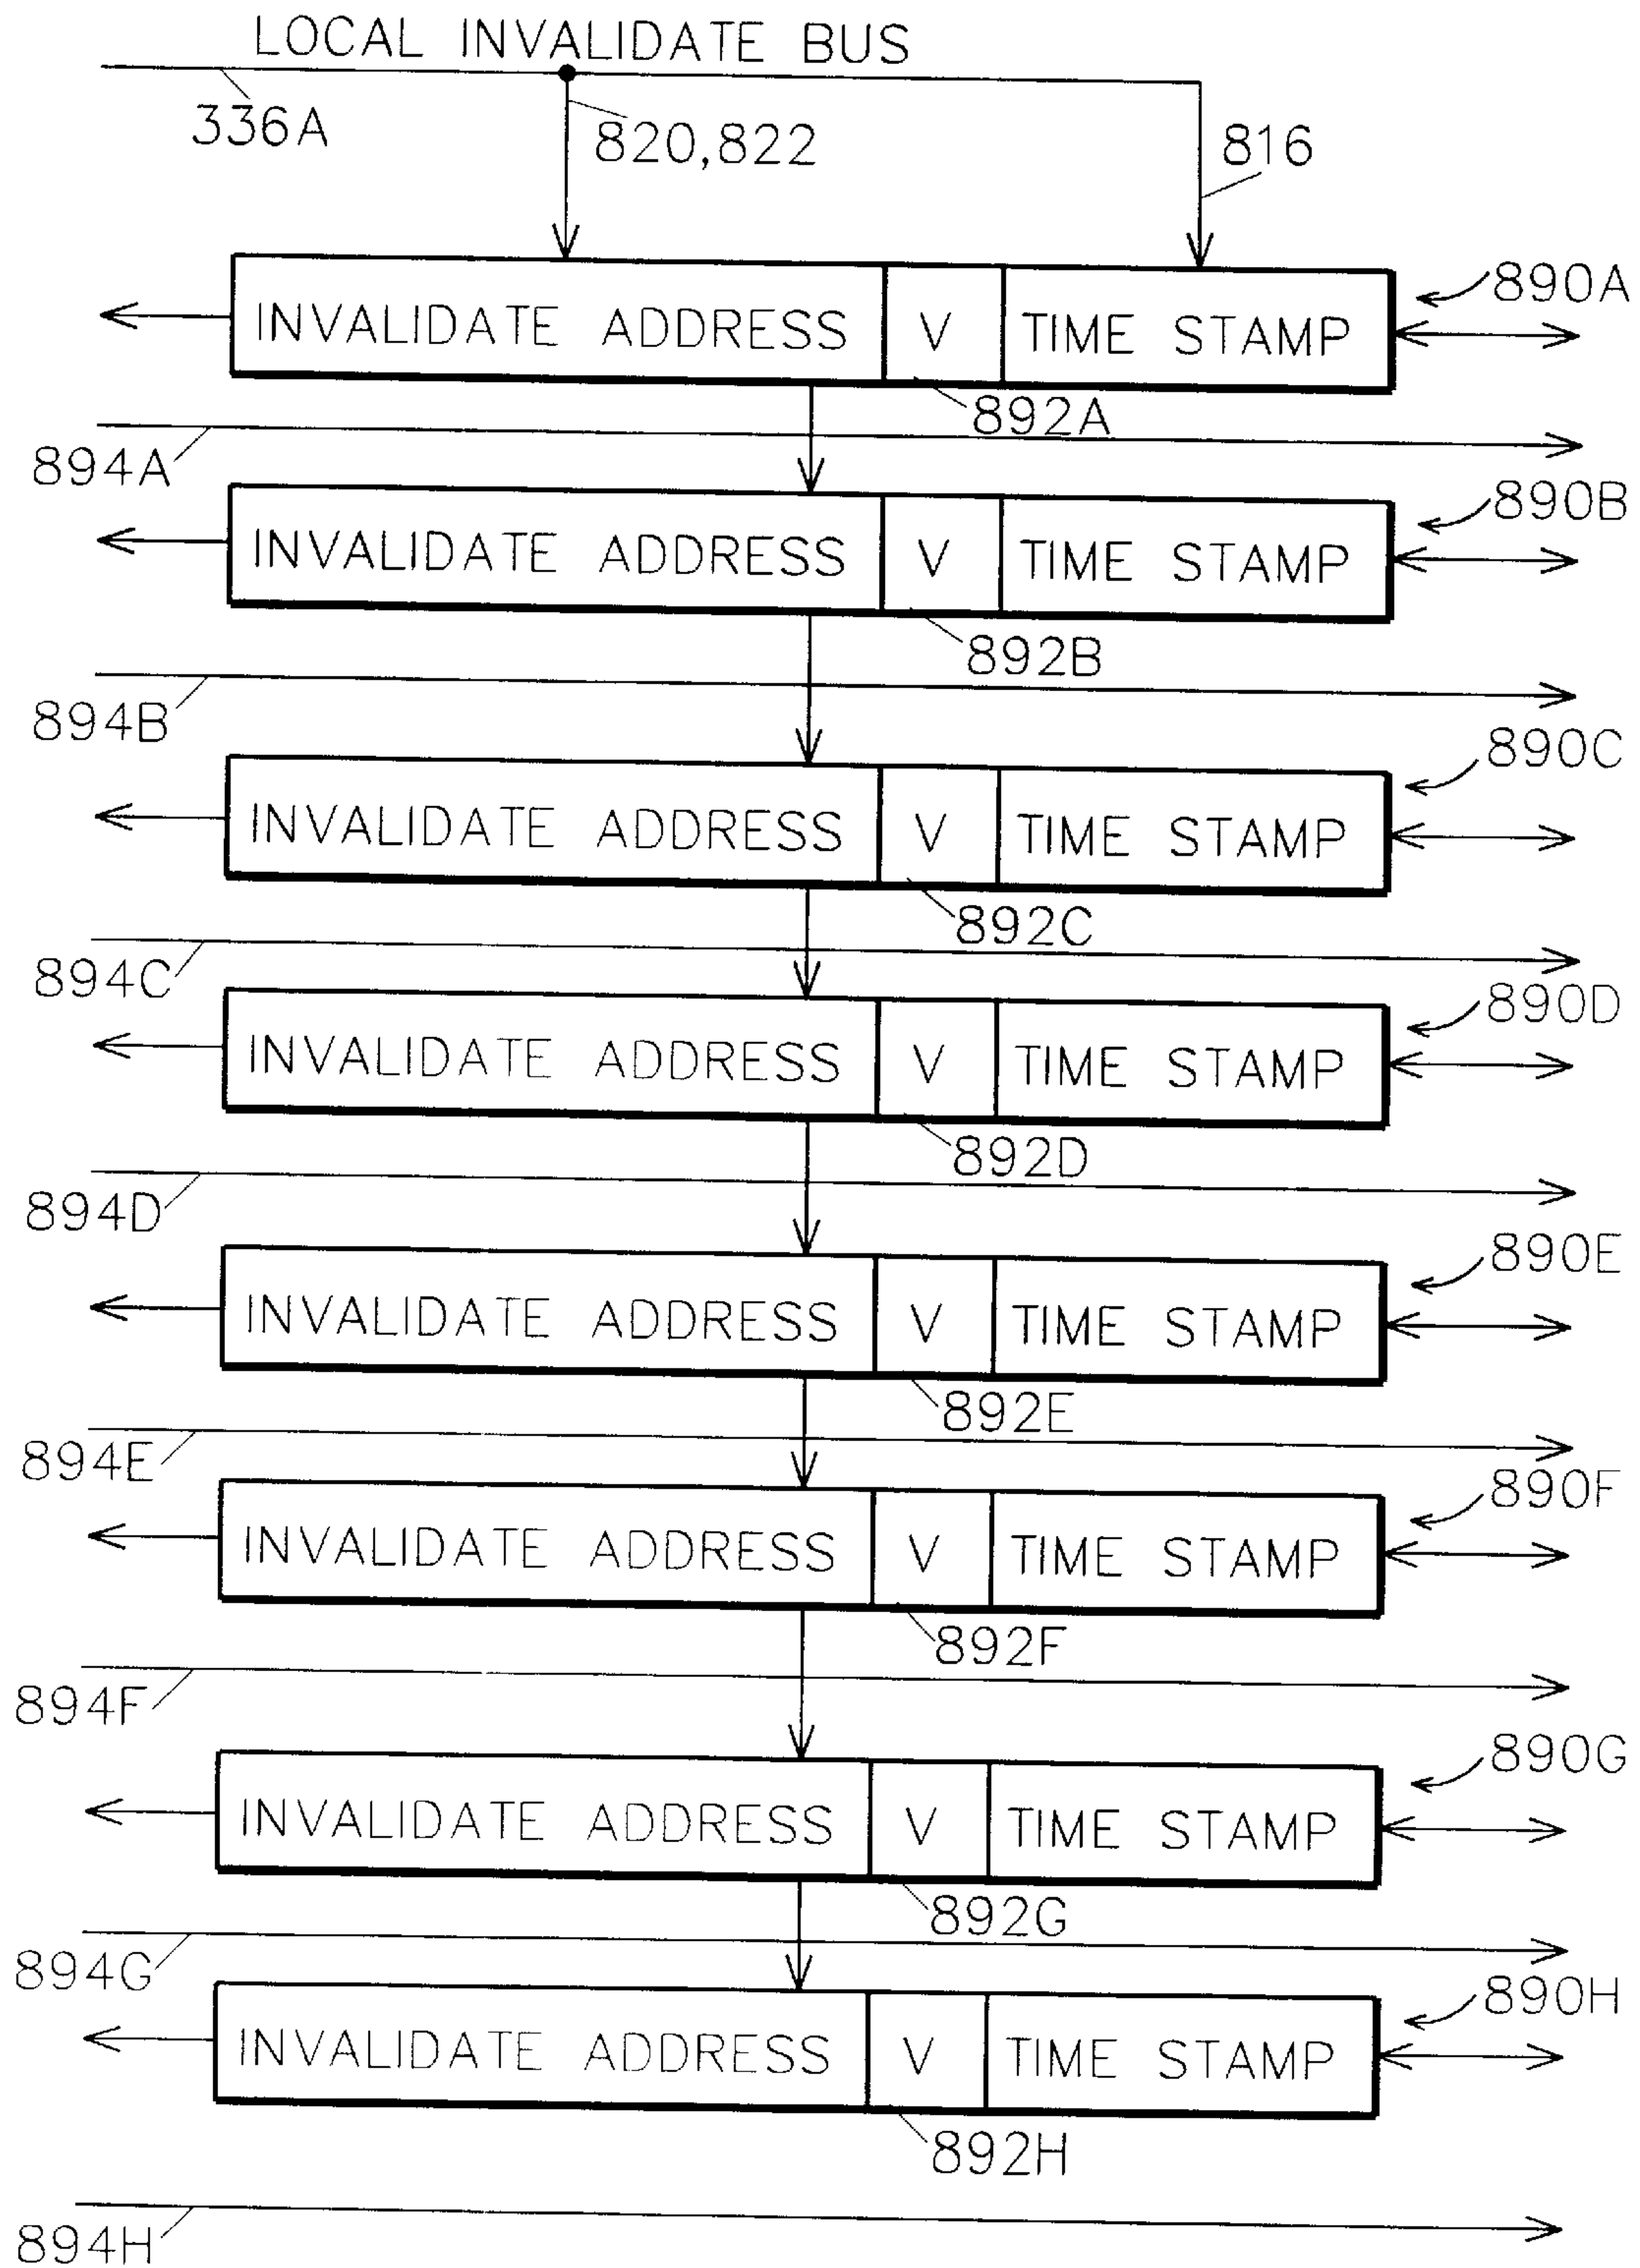 LOCAL INVALIDATE BUS
336A
820,822
816
890A
INVALIDATE ADDRESS V TIME STAMP
892A
894A
890B
INVALIDATE ADDRESS V TIME STAMP
892B
894B
890C
INVALIDATE ADDRESS V TIME STAMP
892C
894C
890D
INVALIDATE ADDRESS V TIME STAMP
892D
894D
890E
INVALIDATE ADDRESS V TIME STAMP
892E
894E
890F
INVALIDATE ADDRESS V TIME STAMP
892F
894F
890G
INVALIDATE ADDRESS V TIME STAMP
892G
894G
890H
INVALIDATE ADDRESS V TIME STAMP
892H
894H